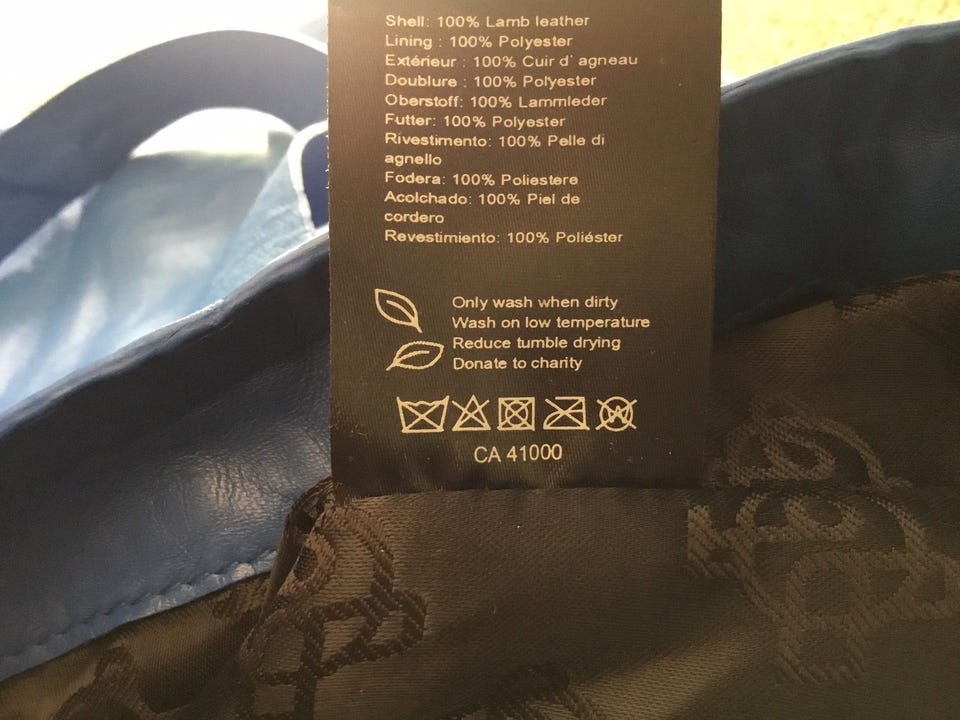 Shell: 100% Lamb leather
Lining : 100% Polyester
Extérieur : 100% Cuir d' agneau
Doublure : 100% Polyester
Oberstoff: 100% Lammleder
Futter: 100% Polyester
Rivestimento: 100% Pelle di
agnello
Fodera: 100% Poliestere
Acolchado: 100% Piel de
cordero
Revestimiento: 100% Poliéster
Only wash when dirty
Wash on low temperature
Reduce tumble drying
Donate to charity
CA 41000